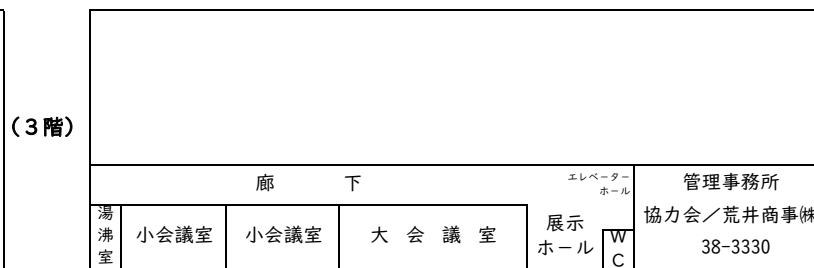 (3階)
廊下
エレベーターホール
管理事務所
協力会/荒井商事㈱
38-3330
湯沸室
小会議室
小会議室
大会議室
展示ホール
WC